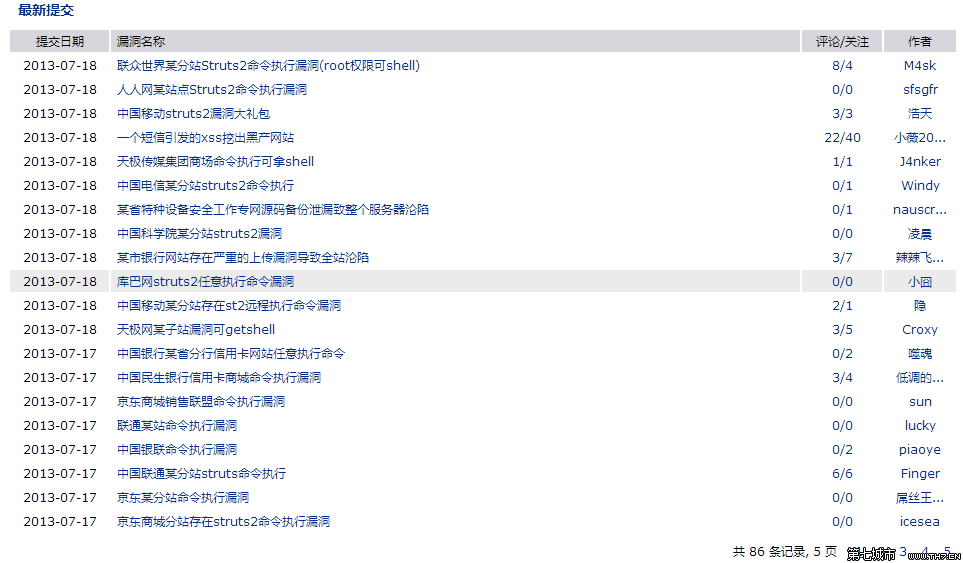 最新提交
提交日期 漏洞名称 评论/关注 作者
2013-07-18 联众世界某分站Struts2命令执行漏洞(root权限可shell) 8/4 M4sk
2013-07-18 人人网某站点Struts2命令执行漏洞 0/0 sfsgfr
2013-07-18 中国移动struts2漏洞大礼包 3/3 浩天
2013-07-18 一个短信引发的xss挖出黑产网站 22/40 小薇20...
2013-07-18 天极传媒集团商场命令执行可拿shell 1/1 J4nker
2013-07-18 中国电信某分站struts2命令执行 0/1 Windy
2013-07-18 某省特种设备安全工作专网源码备份泄漏致整个服务器沦陷 0/1 nauscr...
2013-07-18 中国科学院某分站struts2漏洞 0/0 凌晨
2013-07-18 某市银行网站存在严重的上传漏洞导致全站沦陷 3/7 辣辣飞...
2013-07-18 库巴网struts2任意执行命令漏洞 0/0 小囧
2013-07-18 中国移动某分站存在st2远程执行命令漏洞 2/1 隐
2013-07-18 天极网某子站漏洞可getshell 3/5 Croxy
2013-07-17 中国银行某省分行信用卡网站任意执行命令 0/2 噬魂
2013-07-17 中国民生银行信用卡商城命令执行漏洞 3/4 低调的...
2013-07-17 京东商城销售联盟命令执行漏洞 0/0 sun
2013-07-17 联通某站命令执行漏洞 0/0 lucky
2013-07-17 中国银联命令执行漏洞 0/2 piaoye
2013-07-17 中国联通某分站struts命令执行 6/6 Finger
2013-07-17 京东某分站命令执行漏洞 0/0 屌丝王...
2013-07-17 京东商城分站存在struts2命令执行漏洞 0/0 icesea
共 86 条记录, 5 页 第七城市 3 4 5 www.TH7.CN